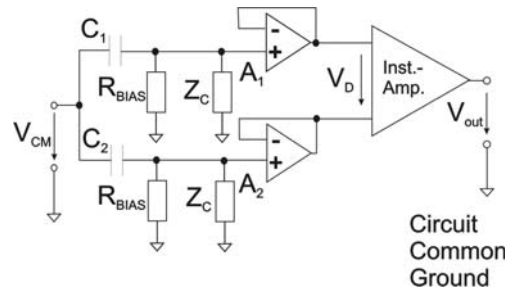 C1
-
+
A1
RBIAS
ZC
VD
Inst.-
Amp.
Vout
VCM
C2
-
+
A2
RBIAS
ZC
Circuit
Common
Ground